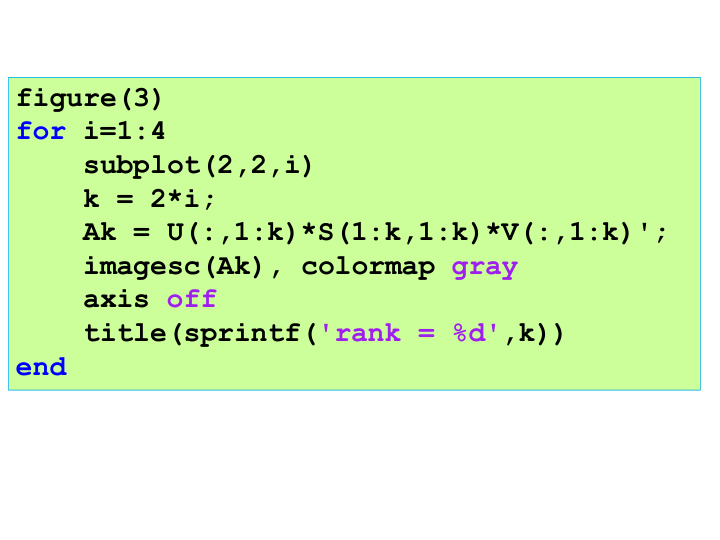 figure(3)
for i=1:4
    subplot(2,2,i)
    k = 2*i;
    Ak = U(:,1:k)*S(1:k,1:k)*V(:,1:k)';
    imagesc(Ak), colormap gray
    axis off
    title(sprintf('rank = %d',k))
end